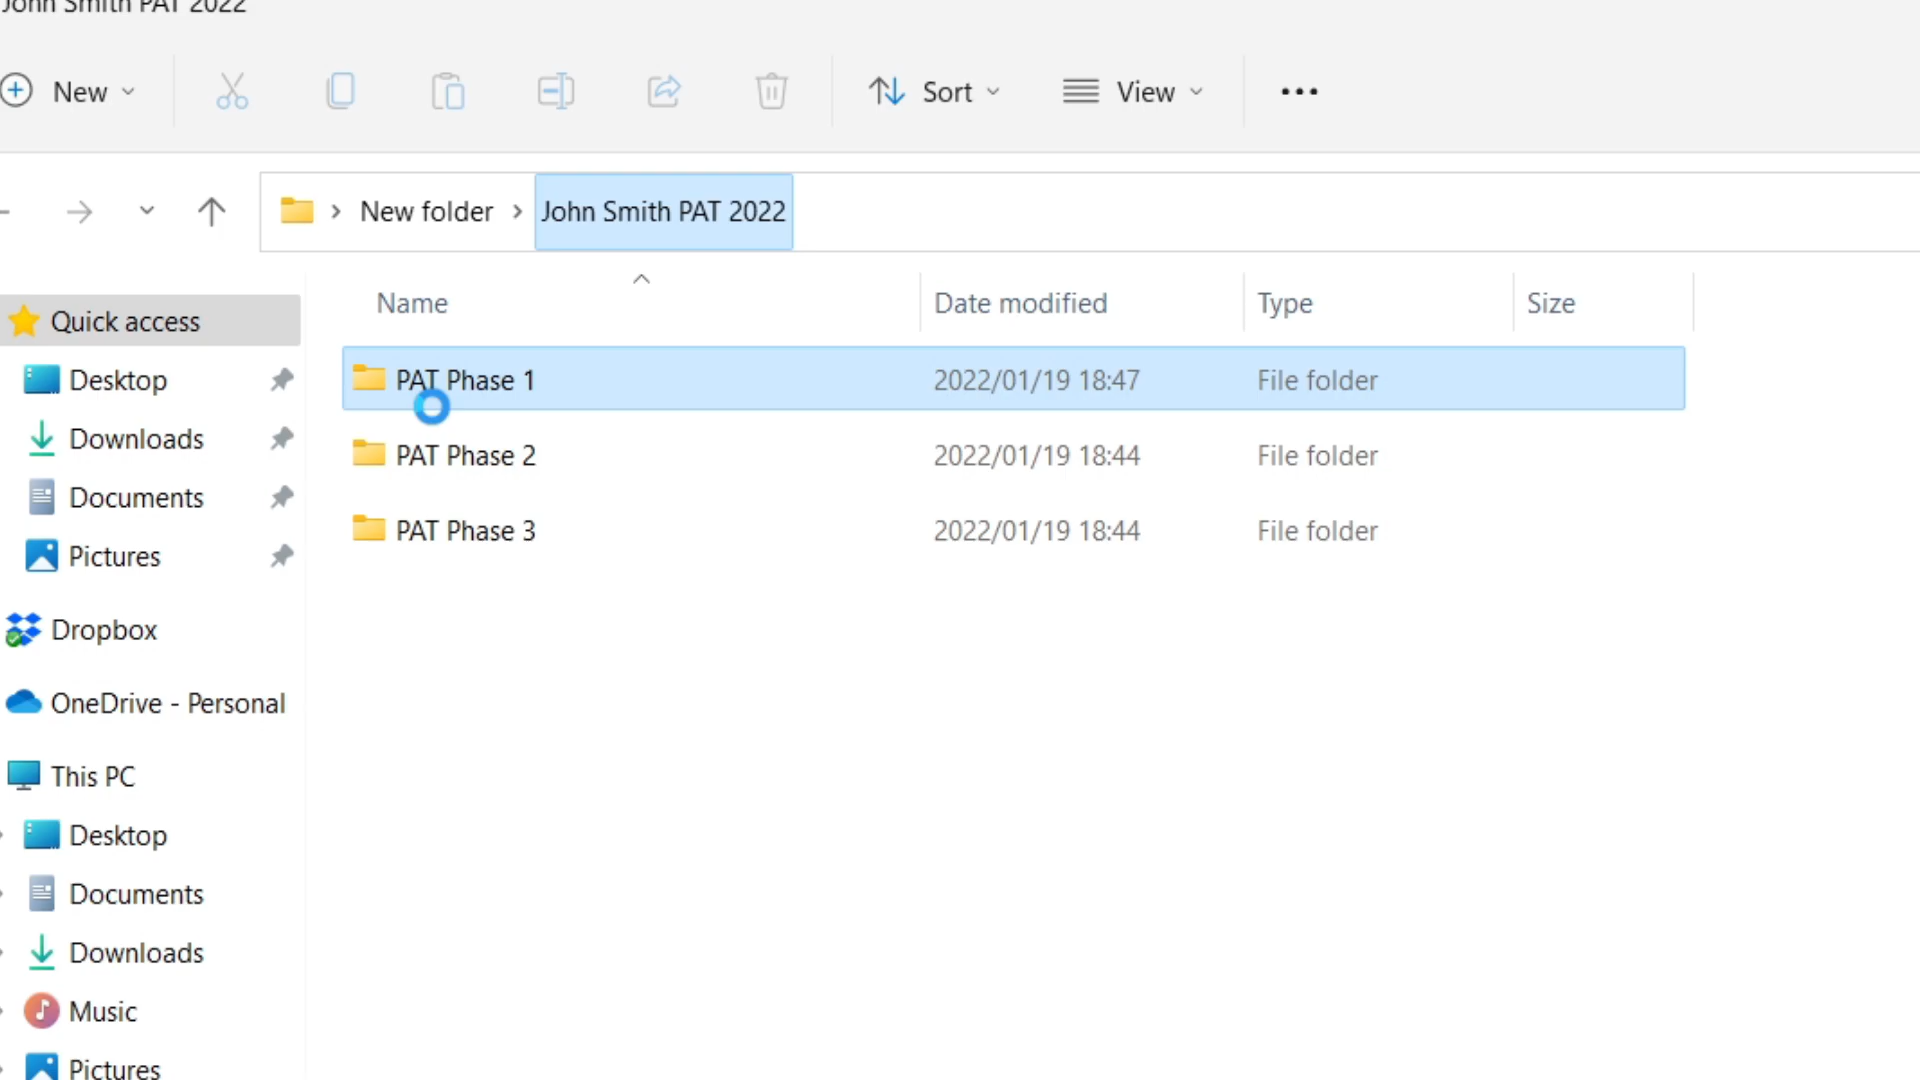 John Smith PAT 2022
New Sort View
New folder John Smith PAT 2022
Name Date modified Type Size
Quick access
Desktop
Downloads
Documents
Pictures
Dropbox
OneDrive - Personal
This PC
Desktop
Documents
Downloads
Music
Pictures
PAT Phase 1 2022/01/19 18:47 File folder
PAT Phase 2 2022/01/19 18:44 File folder
PAT Phase 3 2022/01/19 18:44 File folder